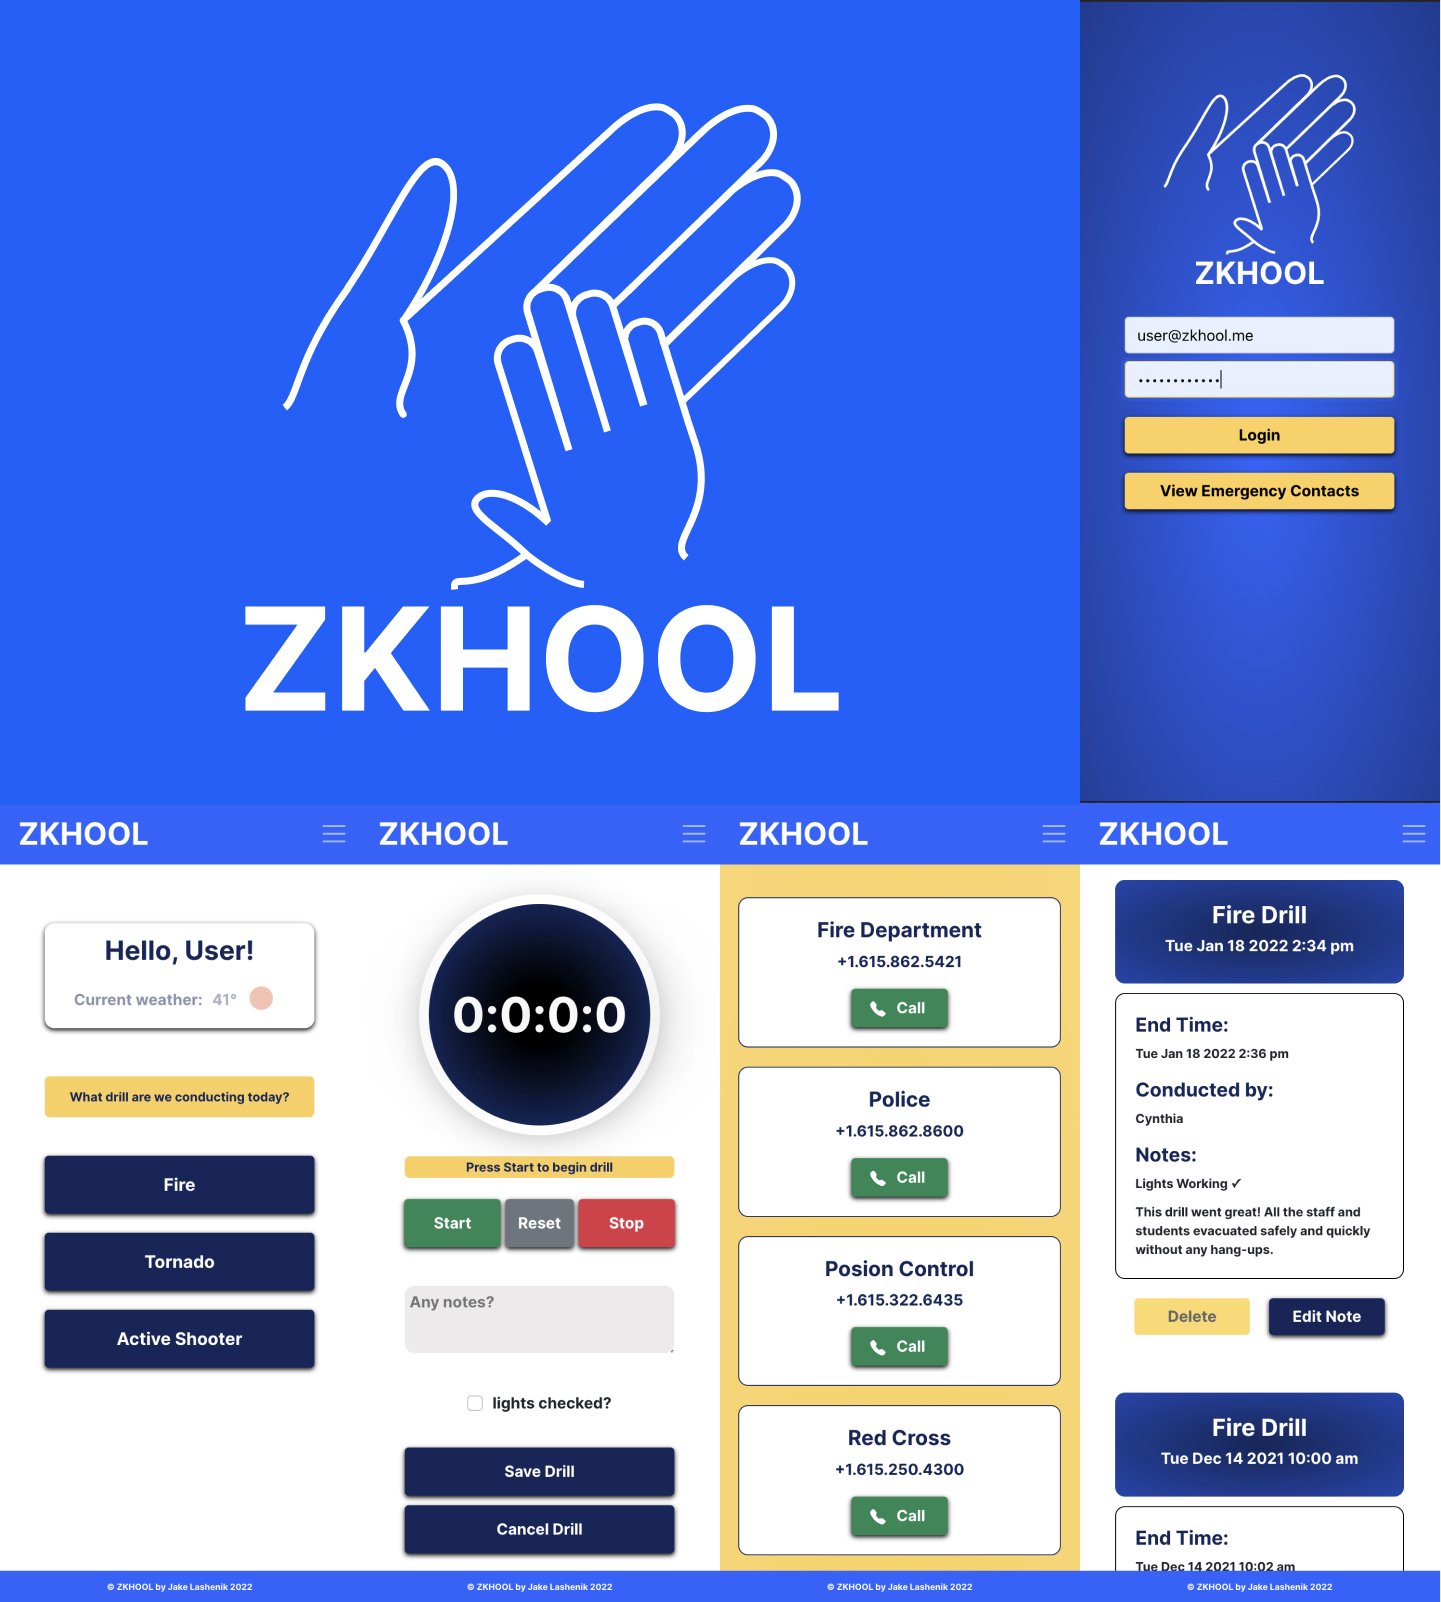 ZKHOOL
ZKHOOL
user@zkhool.me
••••••••••••
Login
View Emergency Contacts
ZKHOOL
Hello, User!
Current weather: 41°
What drill are we conducting today?
Fire
Tornado
Active Shooter
© ZKHOOL by Jake Lashenik 2022
ZKHOOL
0:0:0:0
Press Start to begin drill
Start Reset Stop
Any notes?
lights checked?
Save Drill
Cancel Drill
© ZKHOOL by Jake Lashenik 2022
ZKHOOL
Fire Department
+1.615.862.5421
Call
Police
+1.615.862.8600
Call
Posion Control
+1.615.322.6435
Call
Red Cross
+1.615.250.4300
Call
© ZKHOOL by Jake Lashenik 2022
ZKHOOL
Fire Drill
Tue Jan 18 2022 2:34 pm
End Time:
Tue Jan 18 2022 2:36 pm
Conducted by:
Cynthia
Notes:
Lights Working ✓
This drill went great! All the staff and
students evacuated safely and quickly
without any hang-ups.
Delete Edit Note
Fire Drill
Tue Dec 14 2021 10:00 am
End Time:
Tue Dec 14 2021 10:02 am
© ZKHOOL by Jake Lashenik 2022